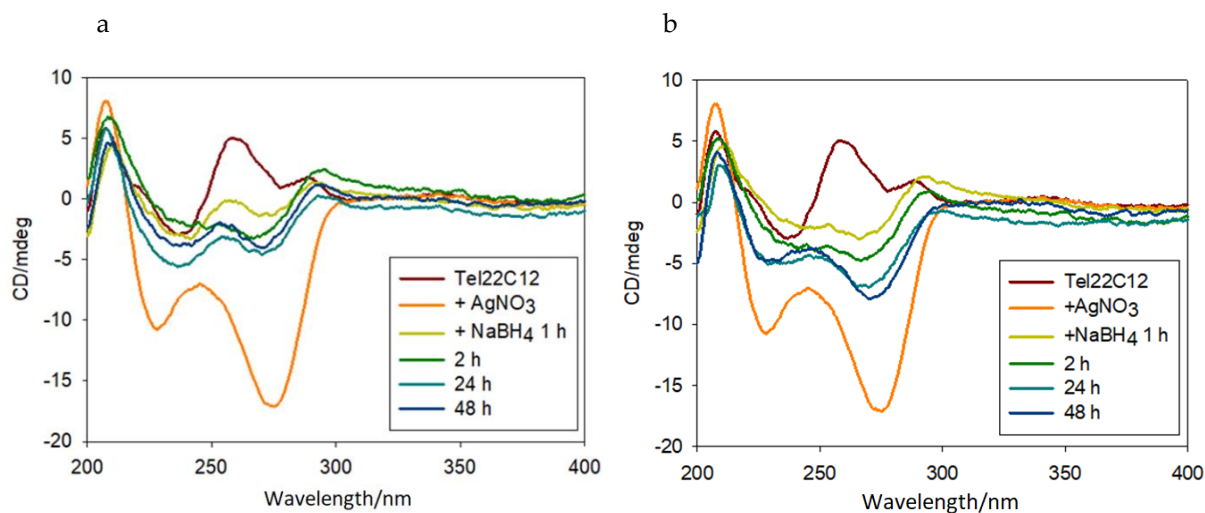 a
10
5
0
-5
-10
-15
-20
CD/mdeg
200
250
300
350
400
Wavelength/nm
Tel22C12
+ AgNO3
+ NaBH4 1 h
2 h
24 h
48 h
b
10
5
0
-5
-10
-15
-20
CD/mdeg
200
250
300
350
400
Wavelength/nm
Tel22C12
+AgNO3
+NaBH4 1 h
2 h
24 h
48 h